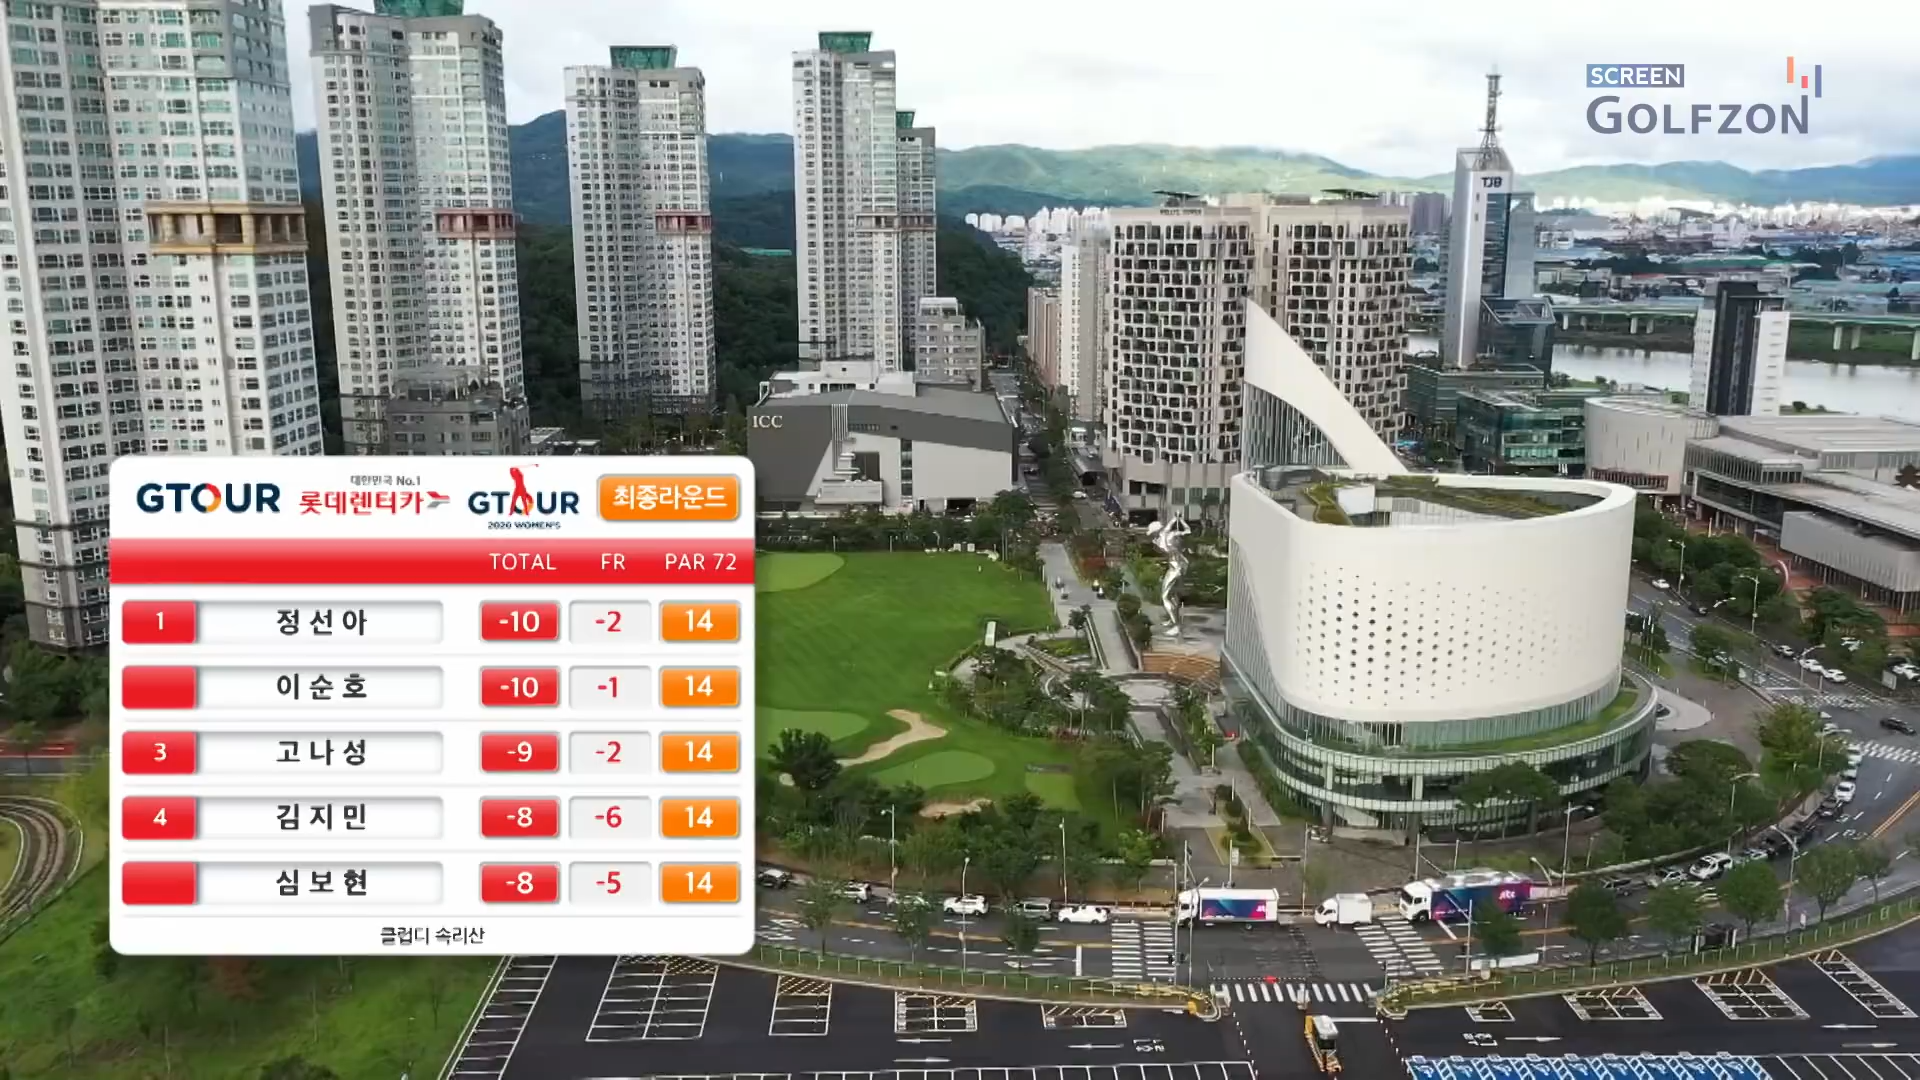 SCREEN
GOLFZON
TJB
ICC
GTOUR
대한민국 No.1
롯데렌터카
GTOUR
2020 WOMEN'S
최종라운드
TOTAL FR PAR 72
1 정선아 -10 -2 14
이순호 -10 -1 14
3 고나성 -9 -2 14
4 김지민 -8 -6 14
심보현 -8 -5 14
클럽디 속리산